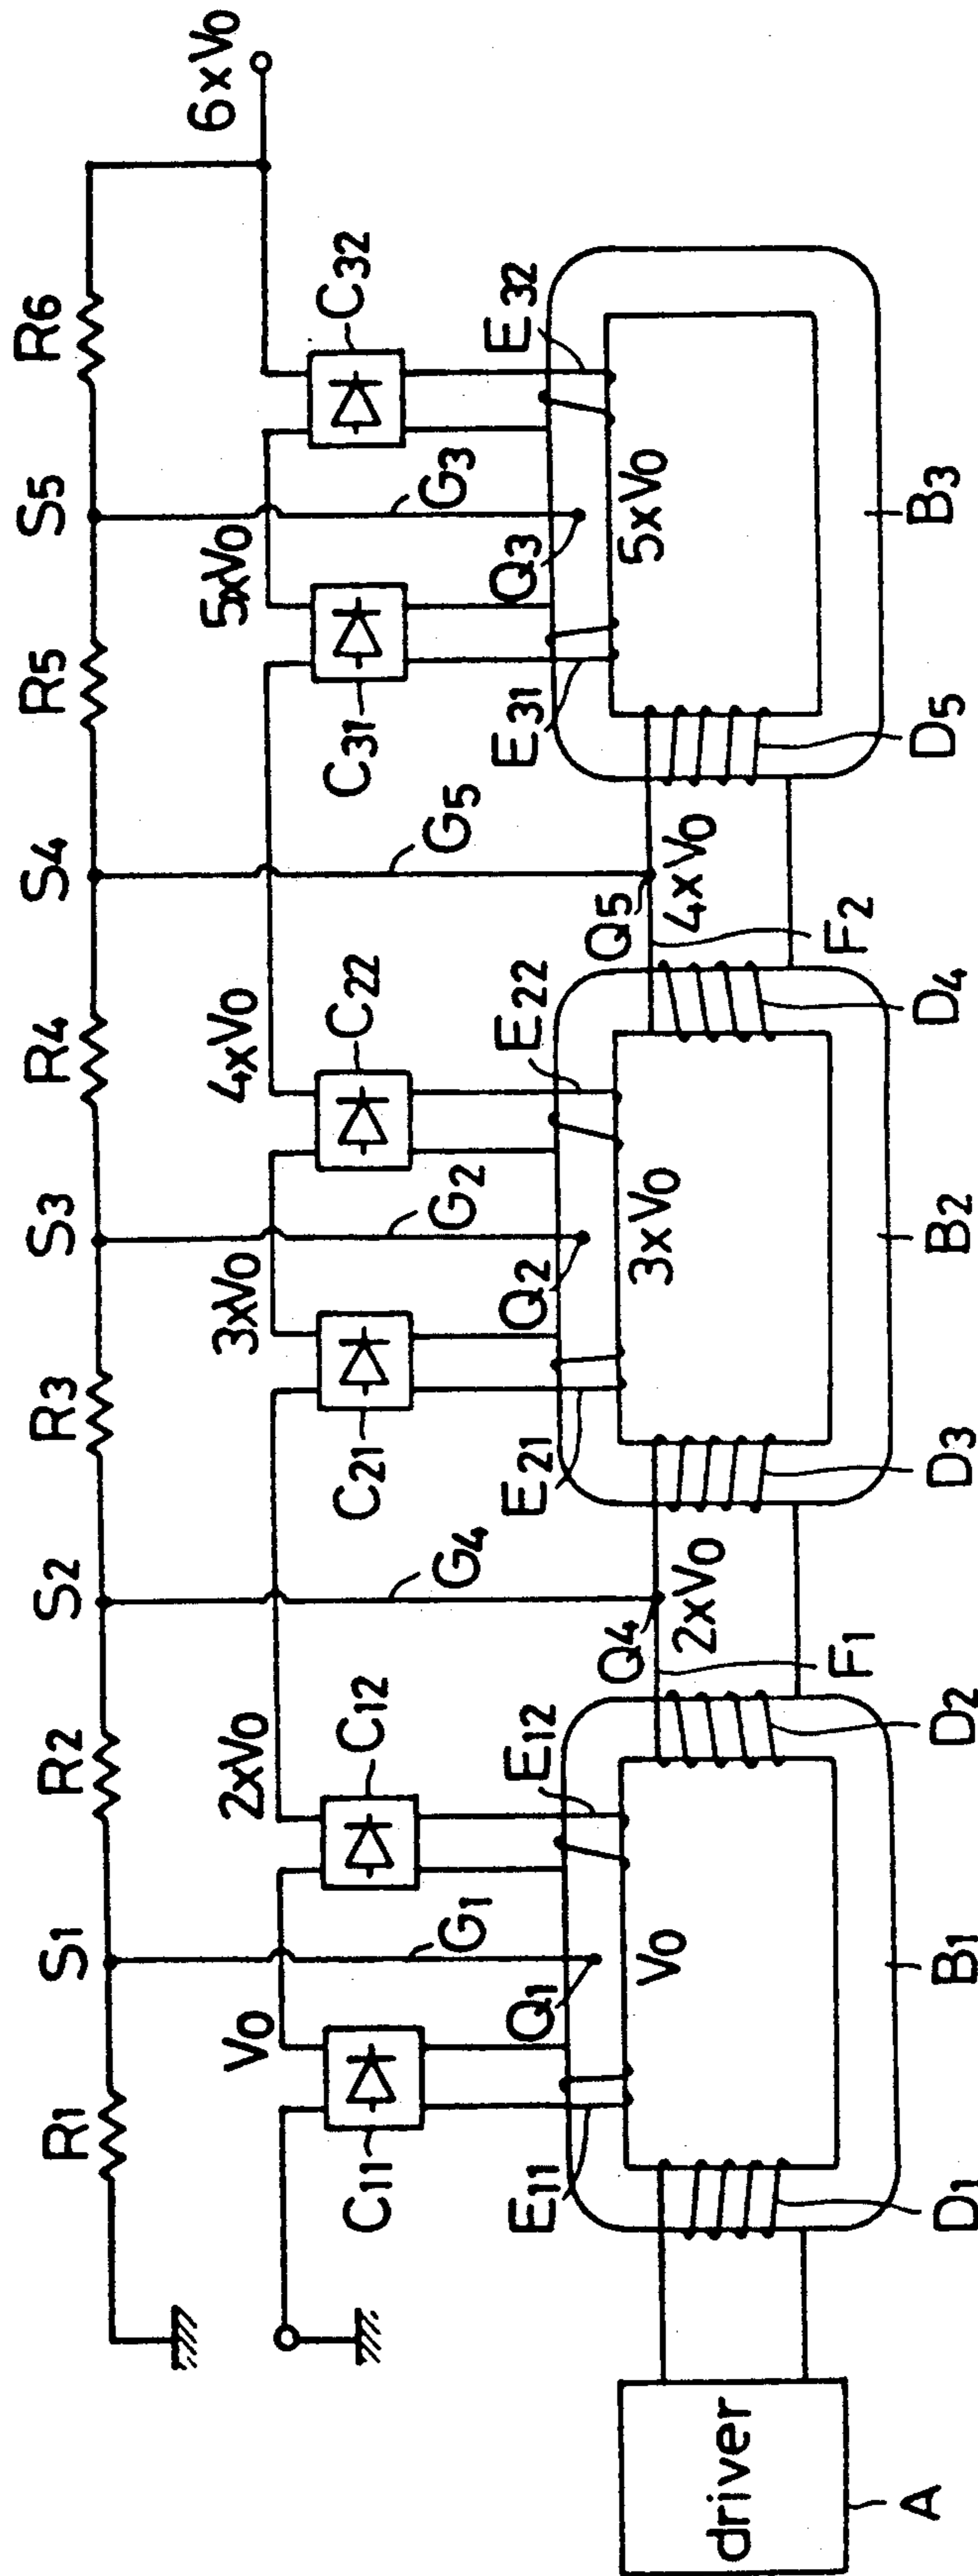 R1 S1 R2 S2 R3 S3 R4 S4 R5 S5 R6
6xV0
V0 2xV0 3xV0 4xV0 5xV0
C11 C12 C21 C22 C31 C32
G1 G4 G2 G5 G3
E11 Q1 E12 E21 Q2 E22 E31 Q3 E32
Q4 Q5
V0 2xV0 3xV0 4xV0 5xV0
driver
F1 F2
A D1 B1 D2 D3 B2 D4 D5 B3